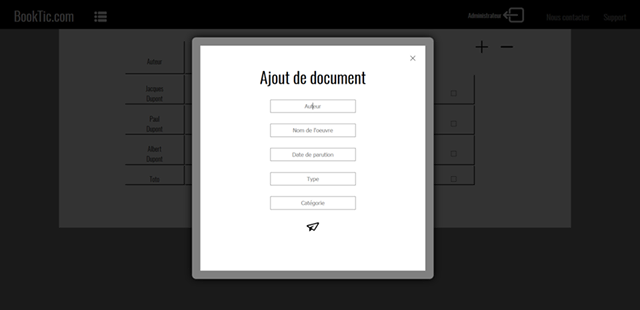 BookTic.com
Administrateur
Nous contacter
Support
Auteur
Jacques
Dupont
Paul
Dupont
Albert
Dupont
Toto
×
Ajout de document
Auteur
Nom de l'oeuvre
Date de parution
Type
Catégorie